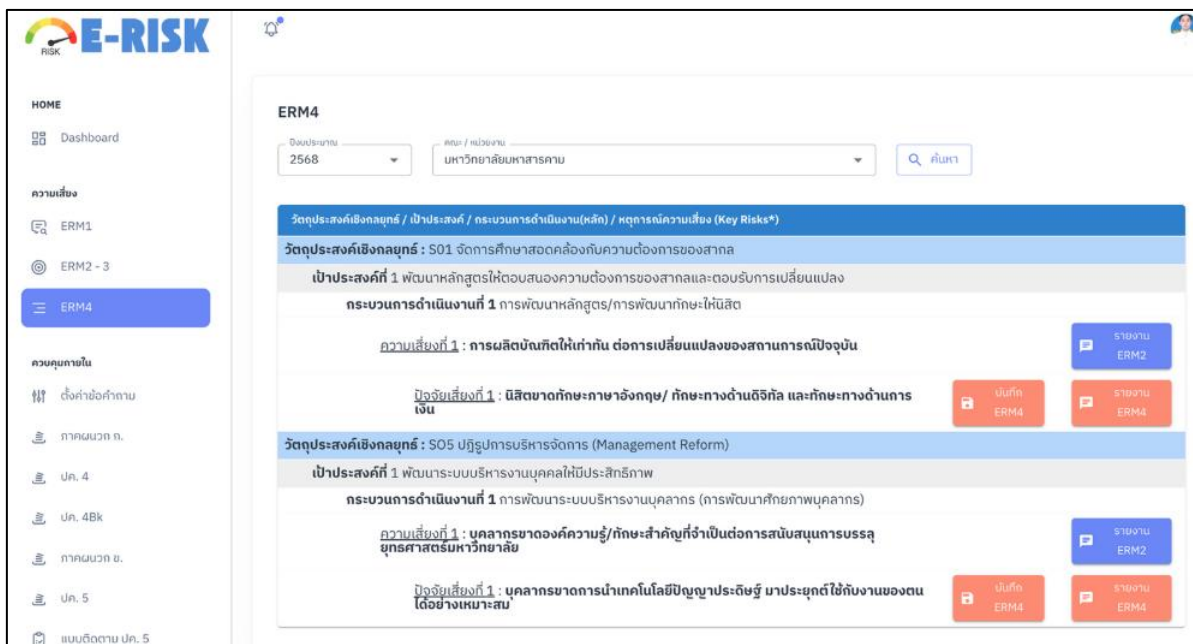 RISK
E-RISK
HOME
Dashboard
ความเสี่ยง
ERM1
ERM2 - 3
ERM4
ควบคุมภายใน
ตั้งค่าข้อคำถาม
ภาคผนวก ก.
ปค. 4
ปค. 4Bk
ภาคผนวก ข.
ปค. 5
แบบติดตาม ปค. 5
ERM4
ปีงบประมาณ
2568
คณะ / หน่วยงาน
มหาวิทยาลัยมหาสารคาม
ค้นหา
วัตถุประสงค์เชิงกลยุทธ์ / เป้าประสงค์ / กระบวนการดำเนินงาน(หลัก) / เหตุการณ์ความเสี่ยง (Key Risks*)
วัตถุประสงค์เชิงกลยุทธ์ : S01 จัดการศึกษาสอดคล้องกับความต้องการของสากล
เป้าประสงค์ที่ 1 พัฒนาหลักสูตรให้ตอบสนองความต้องการของสากลและตอบรับการเปลี่ยนแปลง
กระบวนการดำเนินงานที่ 1 การพัฒนาหลักสูตร/การพัฒนาทักษะให้นิสิต
ความเสี่ยงที่ 1 : การผลิตบัณฑิตให้เท่าทัน ต่อการเปลี่ยนแปลงของสถานการณ์ปัจจุบัน
รายงาน
ERM2
ปัจจัยเสี่ยงที่ 1 : นิสิตขาดทักษะภาษาอังกฤษ/ ทักษะทางด้านดิจิทัล และทักษะทางด้านการ
เงิน
บันทึก
ERM4
รายงาน
ERM4
วัตถุประสงค์เชิงกลยุทธ์ : SO5 ปฏิรูปการบริหารจัดการ (Management Reform)
เป้าประสงค์ที่ 1 พัฒนาระบบบริหารงานบุคคลให้มีประสิทธิภาพ
กระบวนการดำเนินงานที่ 1 การพัฒนาระบบบริหารงานบุคลากร (การพัฒนาศักยภาพบุคลากร)
ความเสี่ยงที่ 1 : บุคลากรขาดองค์ความรู้/ทักษะสำคัญที่จำเป็นต่อการสนับสนุนการบรรลุ
ยุทธศาสตร์มหาวิทยาลัย
รายงาน
ERM2
ปัจจัยเสี่ยงที่ 1 : บุคลากรขาดการนำเทคโนโลยีปัญญาประดิษฐ์ มาประยุกต์ใช้กับงานของตน
ได้อย่างเหมาะสม
บันทึก
ERM4
รายงาน
ERM4